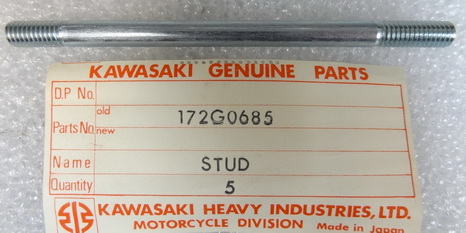 KAWASAKI GENUINE PARTS
D.P No.
old
Parts No. 172G0685
new
Name STUD
Quantity 5
KAWASAKI HEAVY INDUSTRIES, LTD.
MOTORCYCLE DIVISION Made in Japan